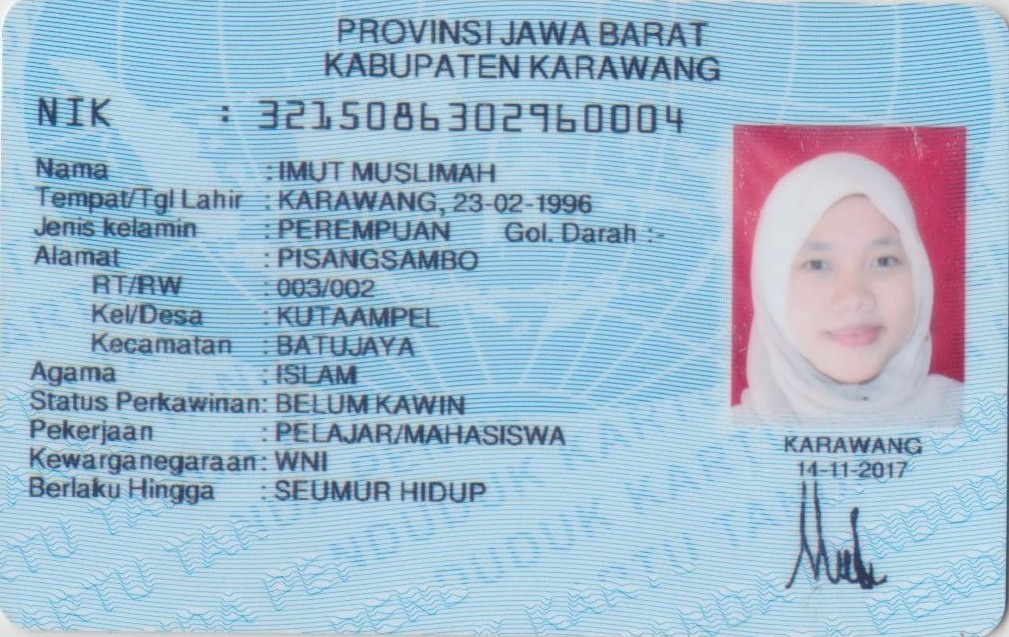 PROVINSI JAWA BARAT
KABUPATEN KARAWANG
NIK : 3215086302960004
Nama : IMUT MUSLIMAH
Tempat/Tgl Lahir : KARAWANG, 23-02-1996
Jenis kelamin : PEREMPUAN Gol. Darah :-
Alamat : PISANGSAMBO
RT/RW : 003/002
Kel/Desa : KUTAAMPEL
Kecamatan : BATUJAYA
Agama : ISLAM
Status Perkawinan: BELUM KAWIN
Pekerjaan : PELAJAR/MAHASISWA
Kewarganegaraan: WNI
Berlaku Hingga : SEUMUR HIDUP
KARAWANG
14-11-2017